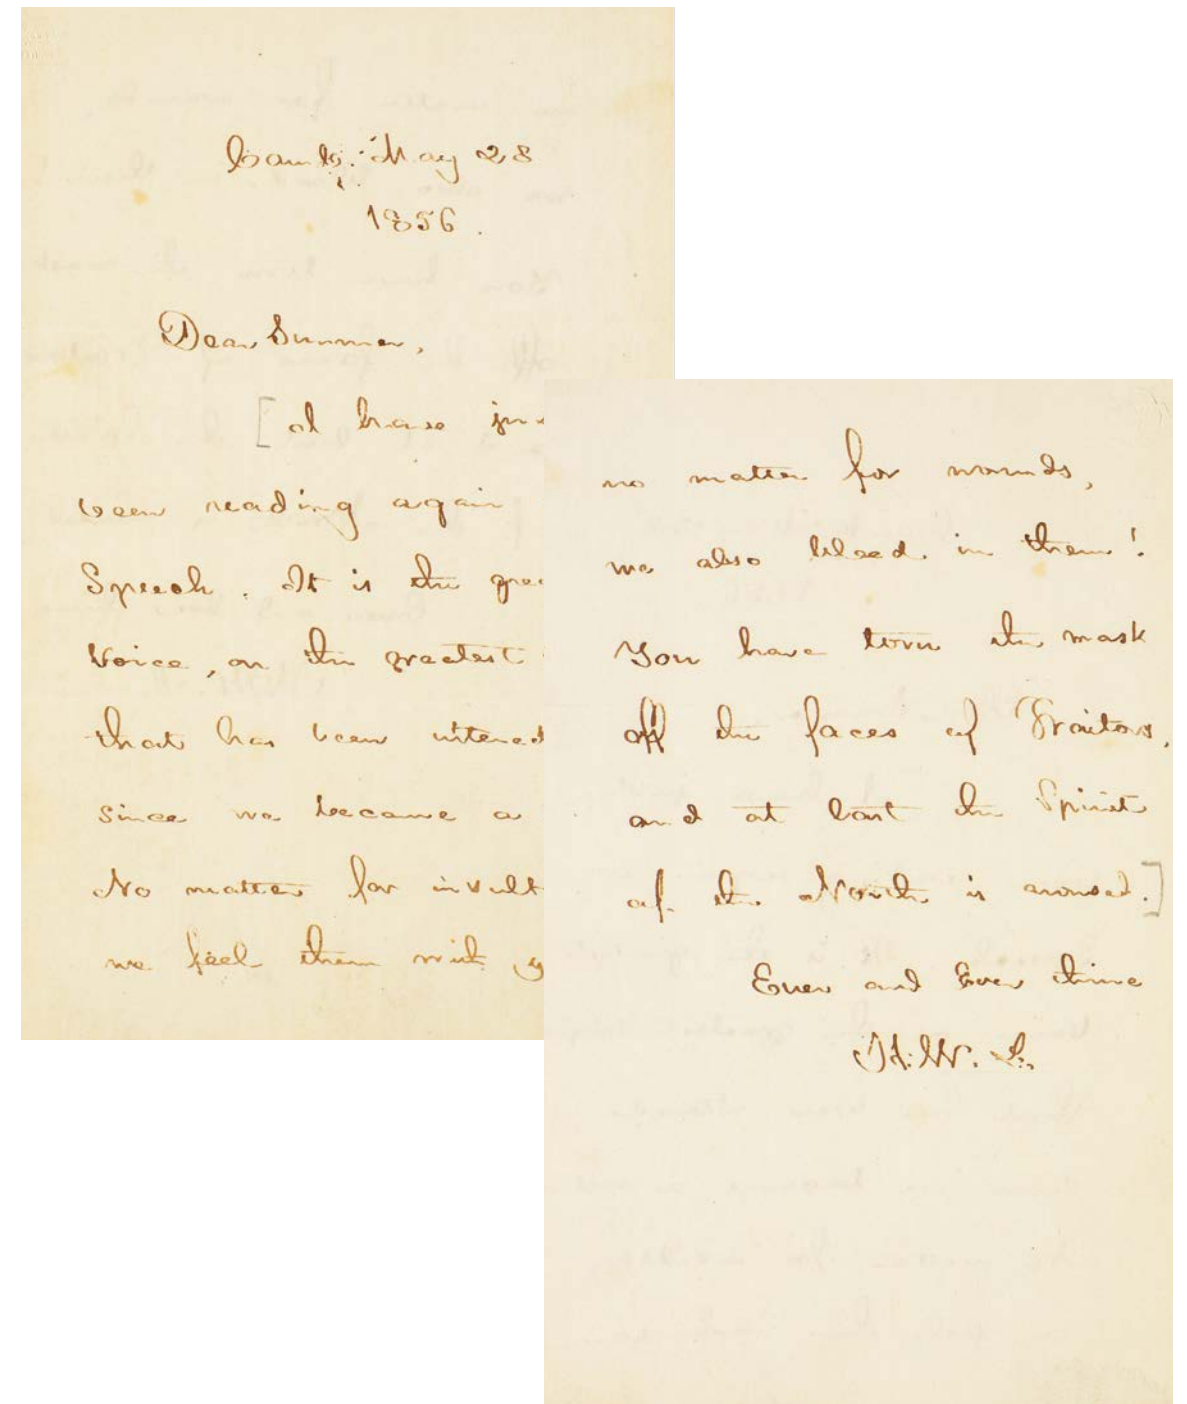 Camb. May 28
1856.
Dear Sumner,
[I have ju
been reading again
Speech. It is the grea
Voice, on the greatest
that has been uttered
since we became a
No matter for insult
we feel them with y
no matter for wounds,
we also bleed in them!
You have torn the mask
off the faces of Traitors,
and at last the Spirit
of the North is aroused.]
Ever and Ever thine
H. W. L.